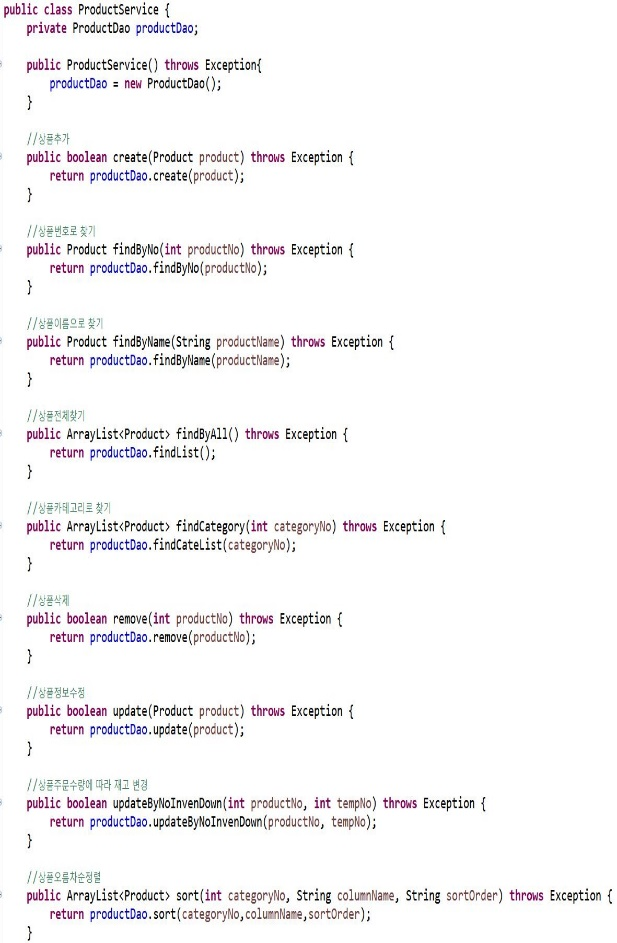 public class ProductService {
private ProductDao productDao;
public ProductService() throws Exception{
productDao = new ProductDao();
}
//상품추가
public boolean create(Product product) throws Exception {
return productDao.create(product);
}
//상품번호로 찾기
public Product findByNo(int productNo) throws Exception {
return productDao.findByNo(productNo);
}
//상품이름으로 찾기
public Product findByName(String productName) throws Exception {
return productDao.findByName(productName);
}
//상품전체찾기
public ArrayList<Product> findByAll() throws Exception {
return productDao.findList();
}
//상품카테고리로 찾기
public ArrayList<Product> findCategory(int categoryNo) throws Exception {
return productDao.findCateList(categoryNo);
}
//상품삭제
public boolean remove(int productNo) throws Exception {
return productDao.remove(productNo);
}
//상품정보수정
public boolean update(Product product) throws Exception {
return productDao.update(product);
}
//상품주문수량에 따라 재고 변경
public boolean updateByNoInvenDown(int productNo, int tempNo) throws Exception {
return productDao.updateByNoInvenDown(productNo, tempNo);
}
//상품오름차순정렬
public ArrayList<Product> sort(int categoryNo, String columnName, String sortOrder) throws Exception {
return productDao.sort(categoryNo,columnName,sortOrder);
}